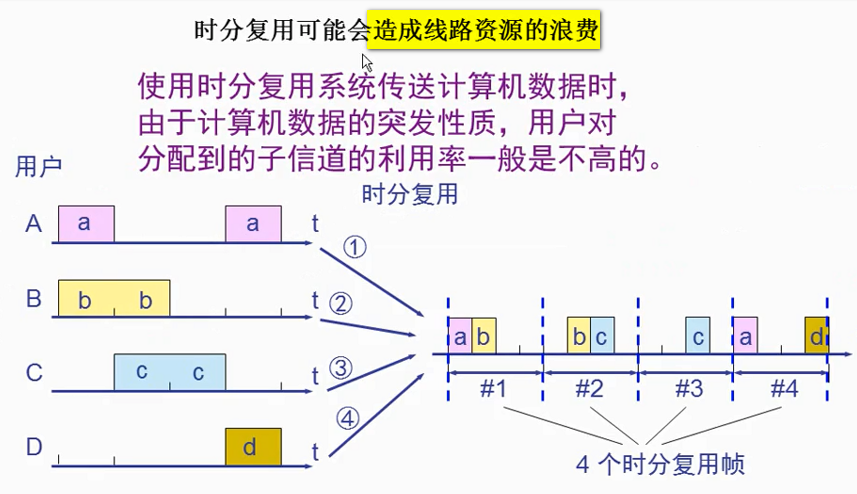 时分复用可能会造成线路资源的浪费
使用时分复用系统传送计算机数据时，
由于计算机数据的突发性质，用户对
分配到的子信道的利用率一般是不高的。
用户
时分复用
A a a t ①
B b b t ②
C c c t ③
D d t ④
a b b c c a d
#1 #2 #3 #4
4 个时分复用帧